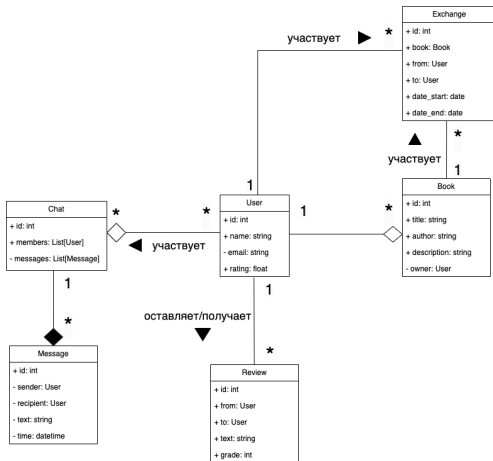 Exchange
+ id: int
+ book: Book
+ from: User
+ to: User
+ date_start: date
+ date_end: date
участвует
*
1
*
участвует
1
Book
+ id: int
+ title: string
+ author: string
+ description: string
- owner: User
User
+ id: int
+ name: string
- email: string
+ rating: float
1
*
Chat
+ id: int
+ members: List[User]
- messages: List[Message]
*
*
участвует
1
*
Message
+ id: int
- sender: User
- recipient: User
- text: string
- time: datetime
1
оставляет/получает
*
Review
+ id: int
+ from: User
+ to: User
+ text: string
+ grade: int